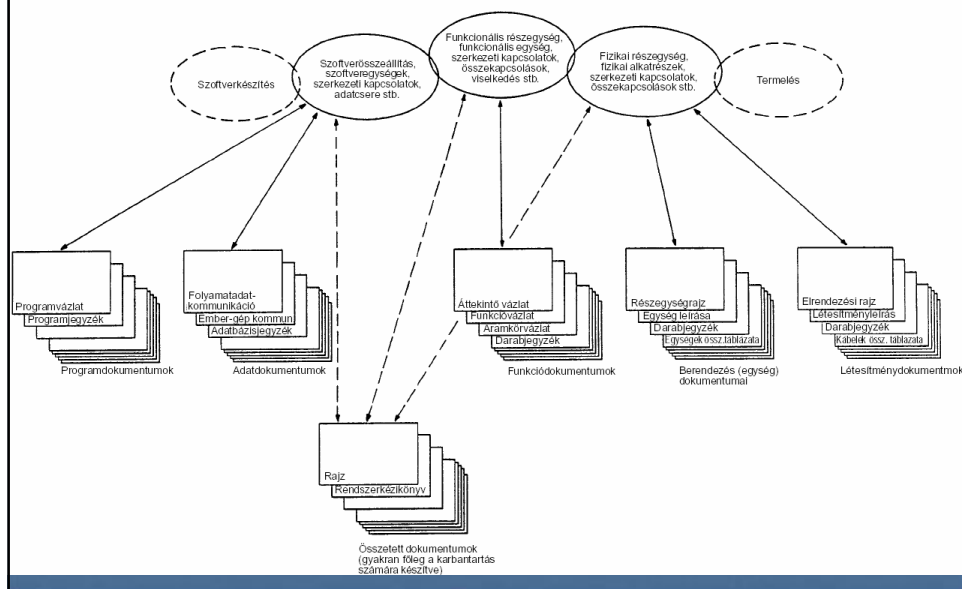 Szoftverkészítés
Szoftverösszeállítás,
szoftveregységek,
szerkezeti kapcsolatok,
adatcsere stb.
Funkcionális részegység,
funkcionális egység,
szerkezeti kapcsolatok,
összekapcsolások,
viselkedés stb.
Fizikai részegység,
fizikai alkatrészek,
szerkezeti kapcsolatok,
összekapcsolások stb.
Termelés
Programvázlat
Programjegyzék
Programdokumentumok
Folyamatadat-
kommunikáció
Ember-gép kommun.
Adatbázisjegyzék
Adatdokumentumok
Áttekintő vázlat
Funkcióvázlat
Áramkörvázlat
Darabjegyzék
Funkciódokumentumok
Részegységrajz
Egység leírása
Darabjegyzék
Egységek össz.táblázata
Berendezés (egység)
dokumentumai
Elrendezési rajz
Létesítményleírás
Darabjegyzék
Kábelek össz. táblázata
Létesítménydokumentmok
Rajz
Rendszerkézikönyv
Összetett dokumentumok
(gyakran főleg a karbantartás
számára készítve)